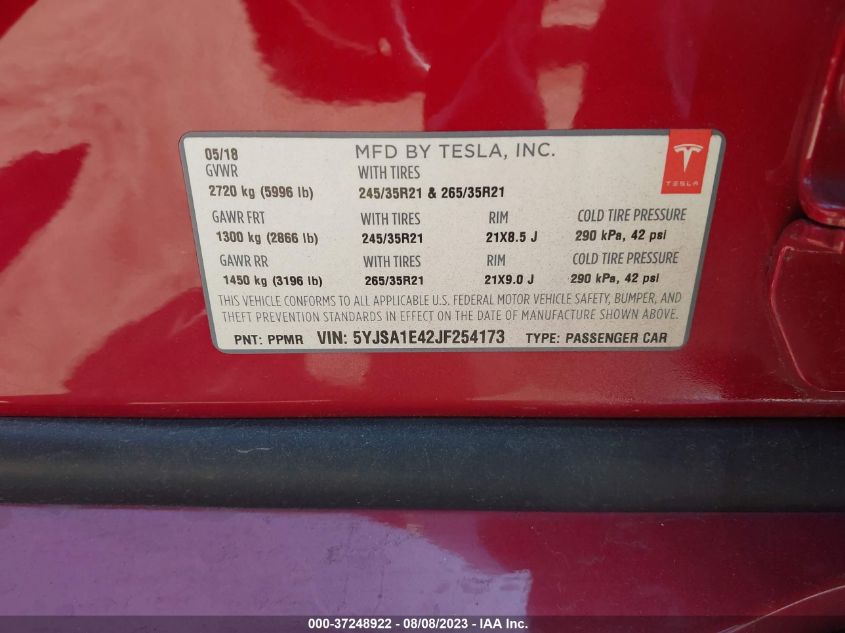 05/18 MFD BY TESLA, INC.
GVWR WITH TIRES
2720 kg (5996 lb) 245/35R21 & 265/35R21
TESLA
GAWR FRT WITH TIRES RIM COLD TIRE PRESSURE
1300 kg (2866 lb) 245/35R21 21X8.5 J 290 kPa, 42 psi
GAWR RR WITH TIRES RIM COLD TIRE PRESSURE
1450 kg (3196 lb) 265/35R21 21X9.0 J 290 kPa, 42 psi
THIS VEHICLE CONFORMS TO ALL APPLICABLE U.S. FEDERAL MOTOR VEHICLE SAFETY, BUMPER, AND
THEFT PREVENTION STANDARDS IN EFFECT ON THE DATE OF MANUFACTURE SHOWN ABOVE.
PNT: PPMR VIN: 5YJSA1E42JF254173 TYPE: PASSENGER CAR
000-37248922 - 08/08/2023 - IAA Inc.